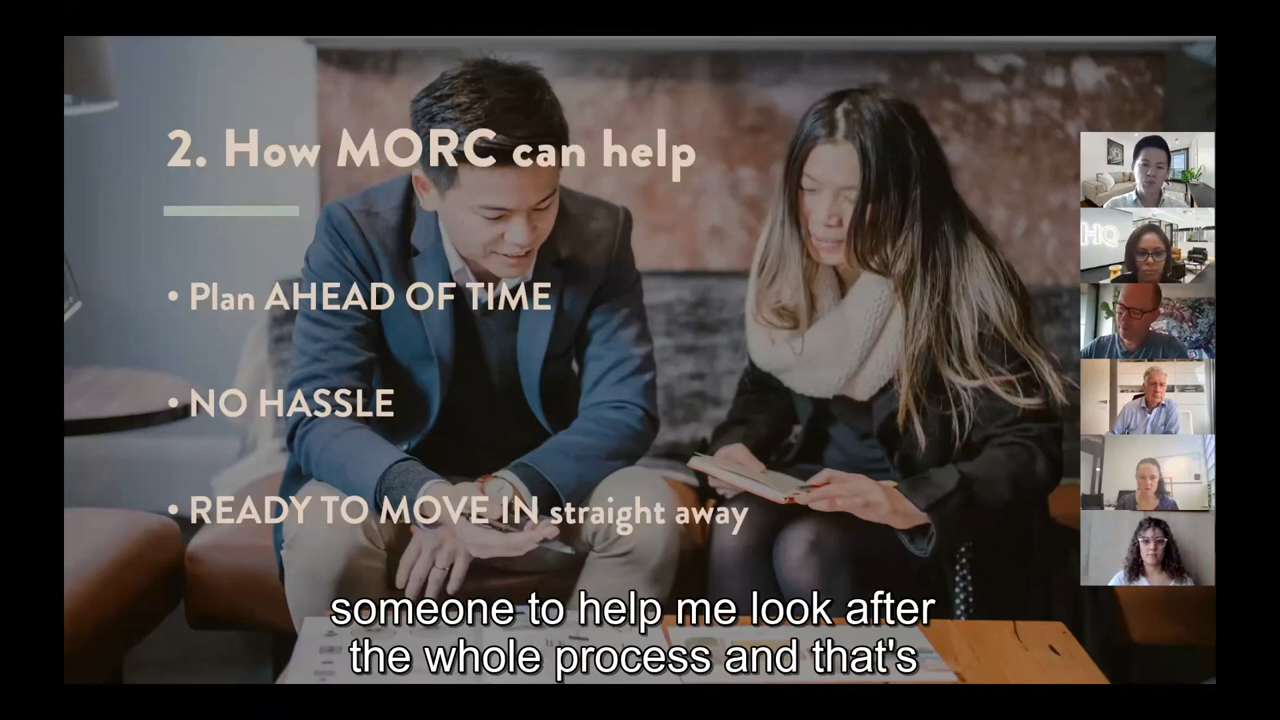 2. How MORC can help
• Plan AHEAD OF TIME
• NO HASSLE
• READY TO MOVE IN straight away
HQ
someone to help me look after
the whole process and that's